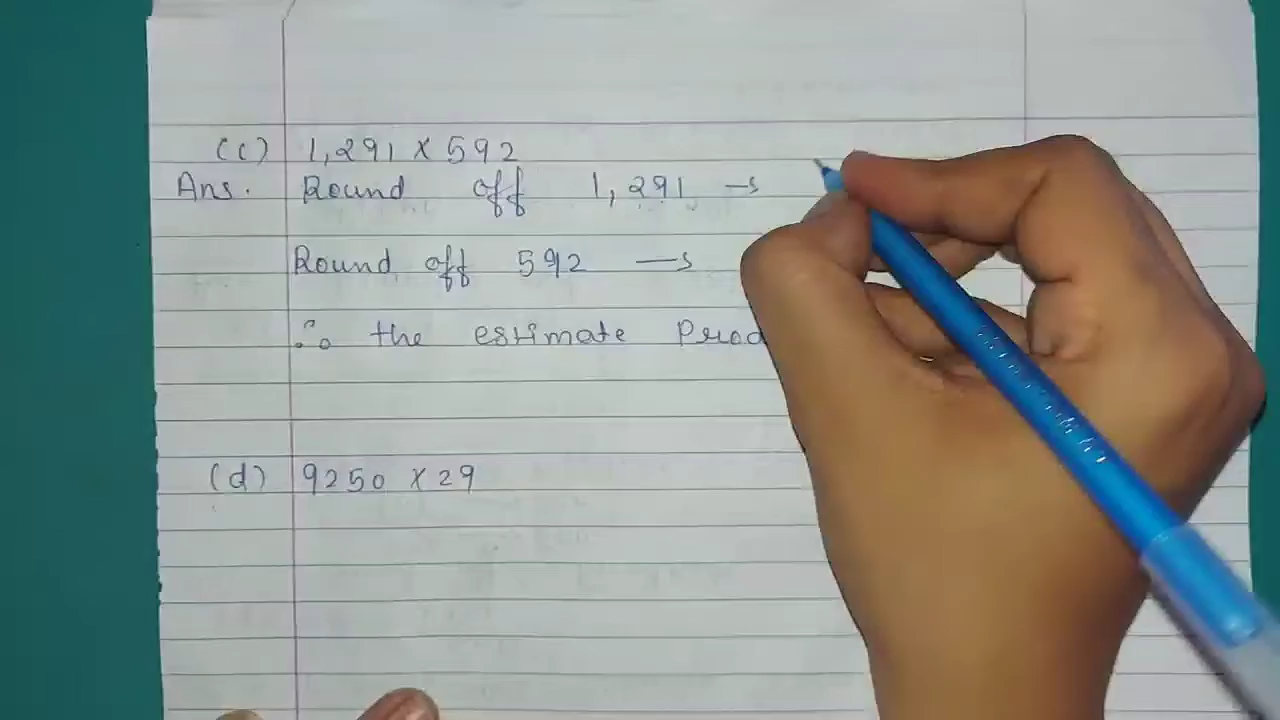 (c) 1,291 x 592
Ans. Round off 1,291 →
Round off 592 →
∴ the estimate Prod
(d) 9250 x 29